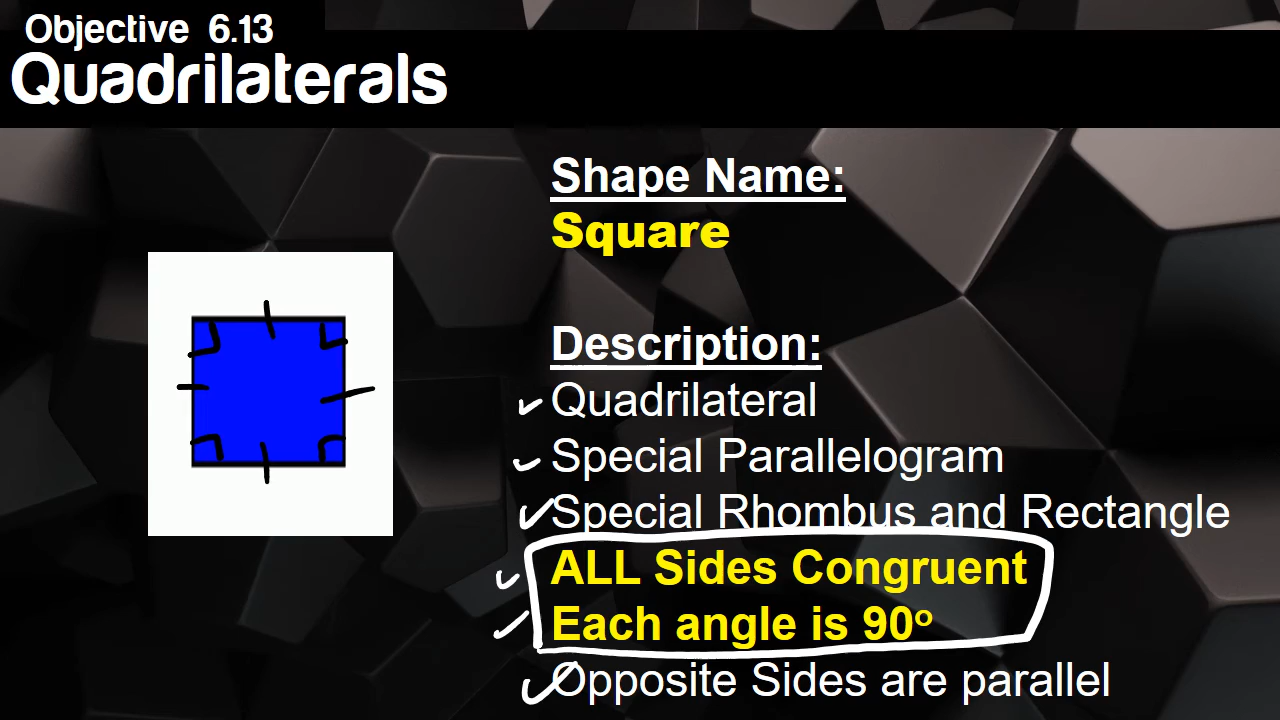 Objective 6.13
Quadrilaterals
Shape Name:
Square
Description:
Quadrilateral
Special Parallelogram
Special Rhombus and Rectangle
ALL Sides Congruent
Each angle is 90º
Opposite Sides are parallel